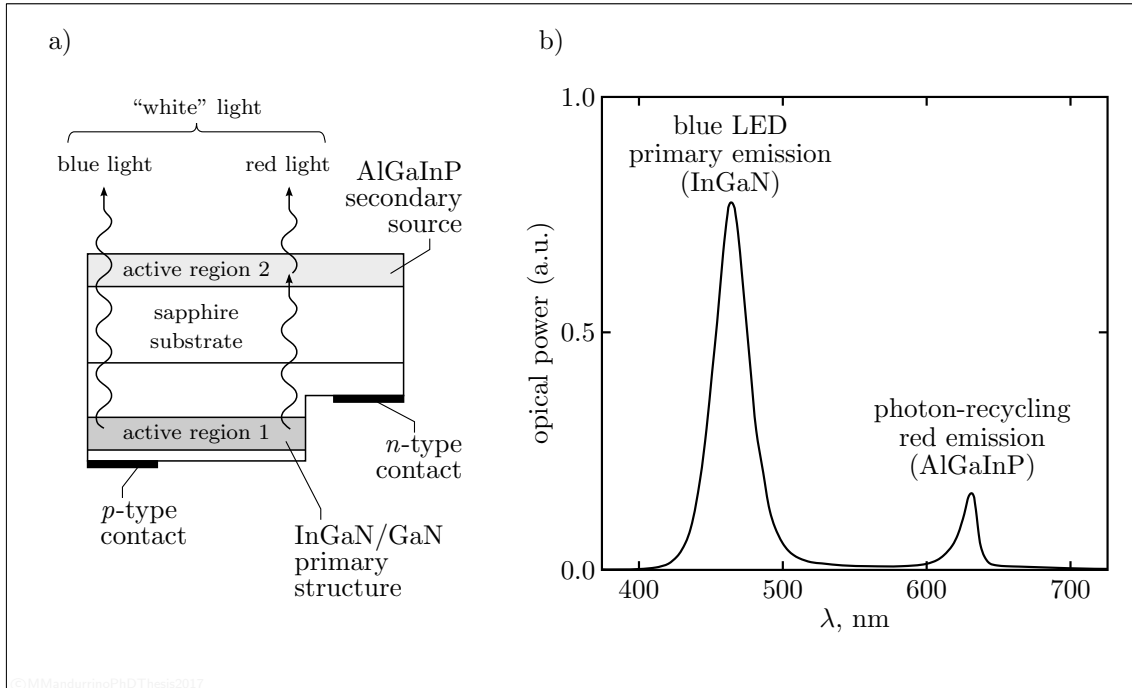 a)
“white” light
blue light
red light
AlGaInP
secondary
source
active region 2
sapphire
substrate
active region 1
n-type
contact
p-type
contact
InGaN/GaN
primary
structure
b)
1.0
0.5
0.0
opical power (a.u.)
blue LED
primary emission
(InGaN)
photon-recycling
red emission
(AlGaInP)
400
500
600
700
λ, nm
(C)MMandurrinoPhDThesis2017